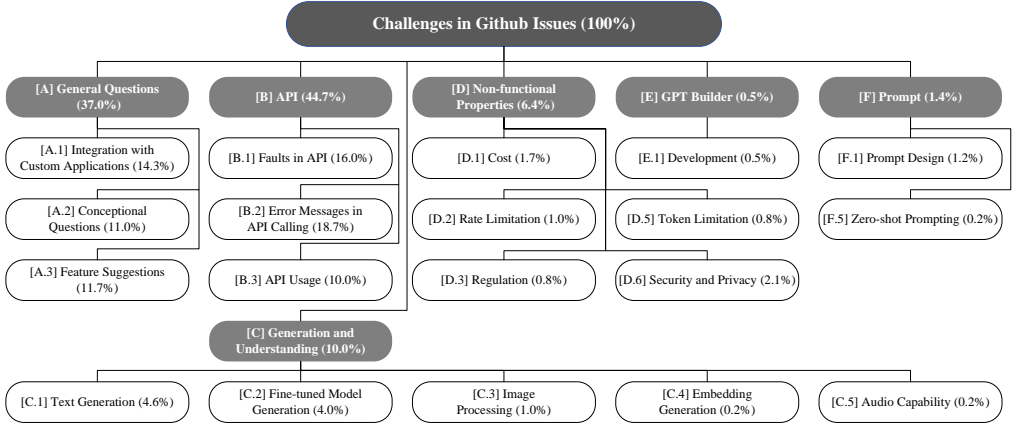 Challenges in Github Issues (100%)
[A] General Questions
(37.0%)
[B] API (44.7%)
[D] Non-functional
Properties (6.4%)
[E] GPT Builder (0.5%)
[F] Prompt (1.4%)
[A.1] Integration with
Custom Applications (14.3%)
[B.1] Faults in API (16.0%)
[D.1] Cost (1.7%)
[E.1] Development (0.5%)
[F.1] Prompt Design (1.2%)
[A.2] Conceptional
Questions (11.0%)
[B.2] Error Messages in
API Calling (18.7%)
[D.2] Rate Limitation (1.0%)
[D.5] Token Limitation (0.8%)
[F.5] Zero-shot Prompting (0.2%)
[A.3] Feature Suggestions
(11.7%)
[B.3] API Usage (10.0%)
[D.3] Regulation (0.8%)
[D.6] Security and Privacy (2.1%)
[C] Generation and
Understanding (10.0%)
[C.1] Text Generation (4.6%)
[C.2] Fine-tuned Model
Generation (4.0%)
[C.3] Image
Processing (1.0%)
[C.4] Embedding
Generation (0.2%)
[C.5] Audio Capability (0.2%)